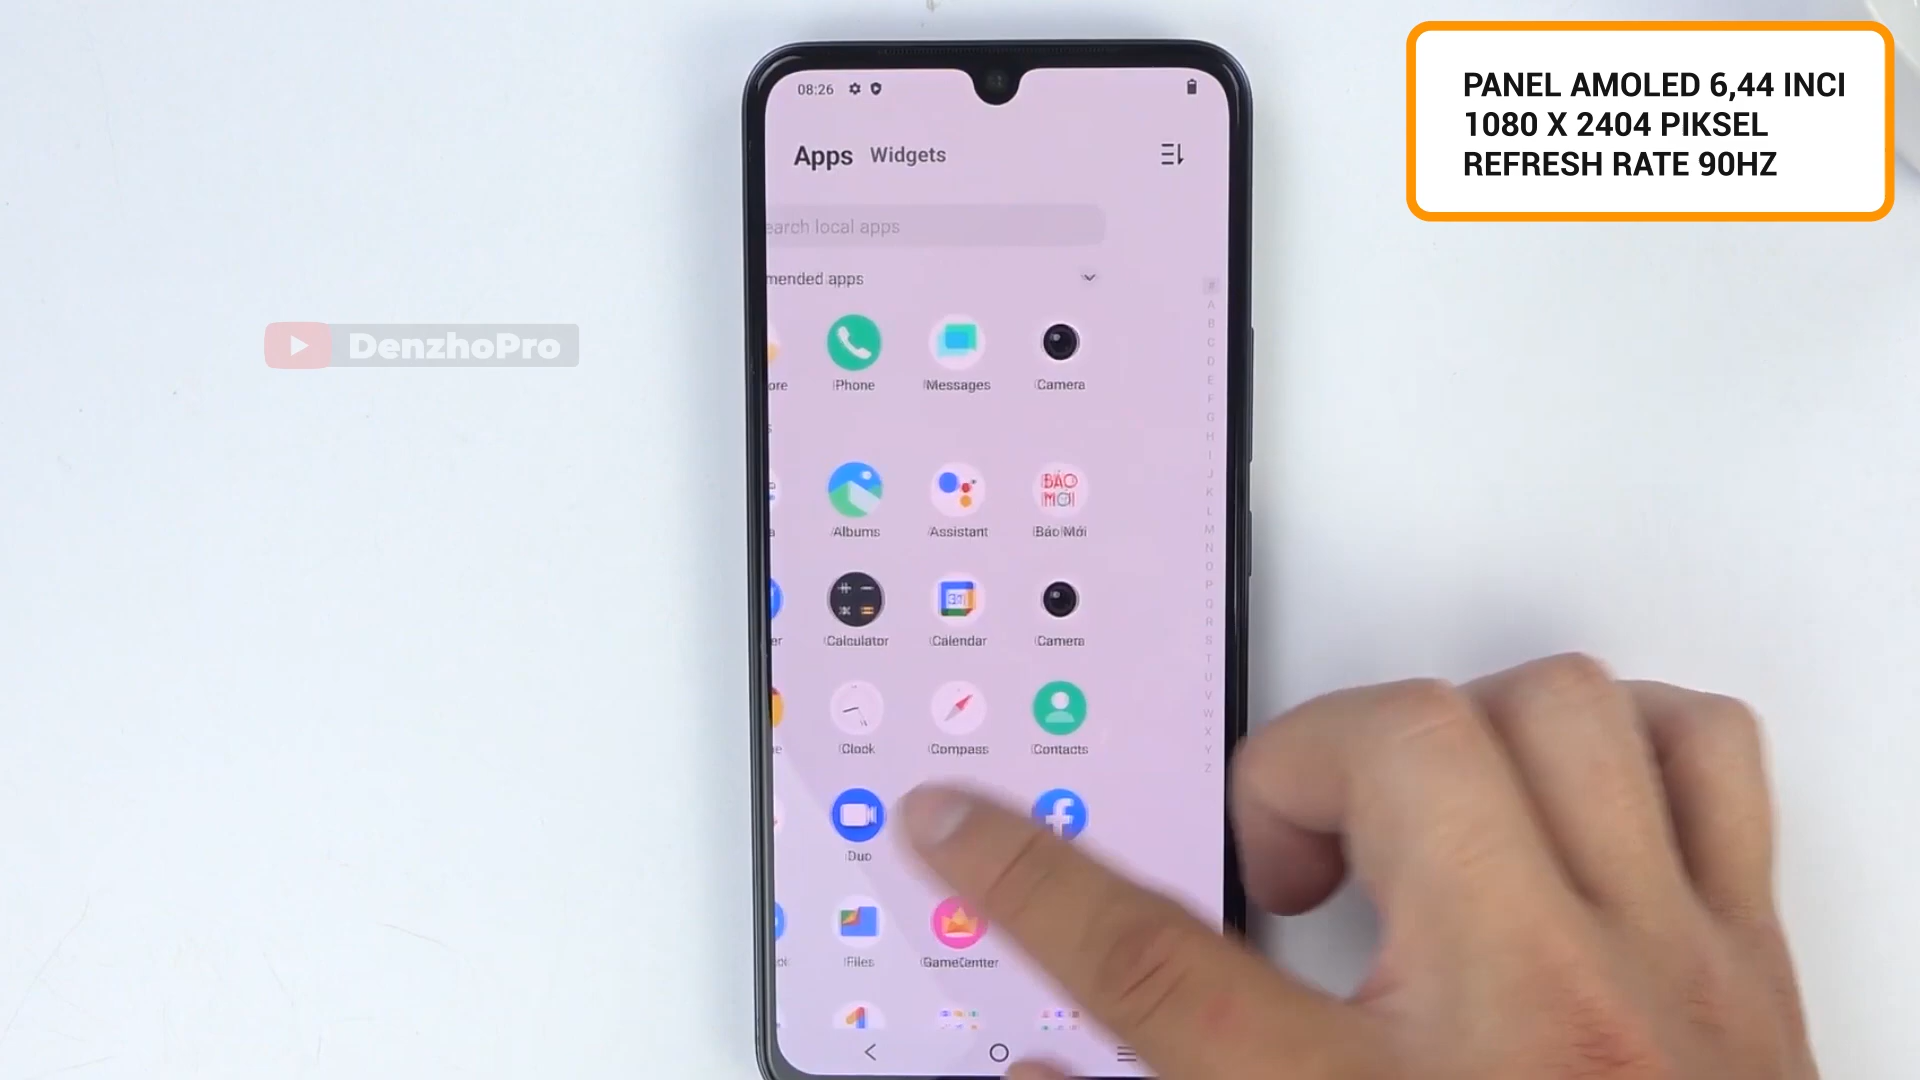 PANEL AMOLED 6,44 INCI
1080 X 2404 PIKSEL
REFRESH RATE 90HZ
08:26
Apps Widgets
earch local apps
mended apps
ore Phone Messages Camera
DenzhoPro
Albums Assistant Báo Mới
BÁO
MỚI
er Calculator Calendar Camera
Clock Compass Contacts
Duo
Files GameCenter
#
A
B
C
D
E
F
G
H
I
J
K
L
M
N
O
P
Q
R
S
T
U
V
W
X
Y
Z